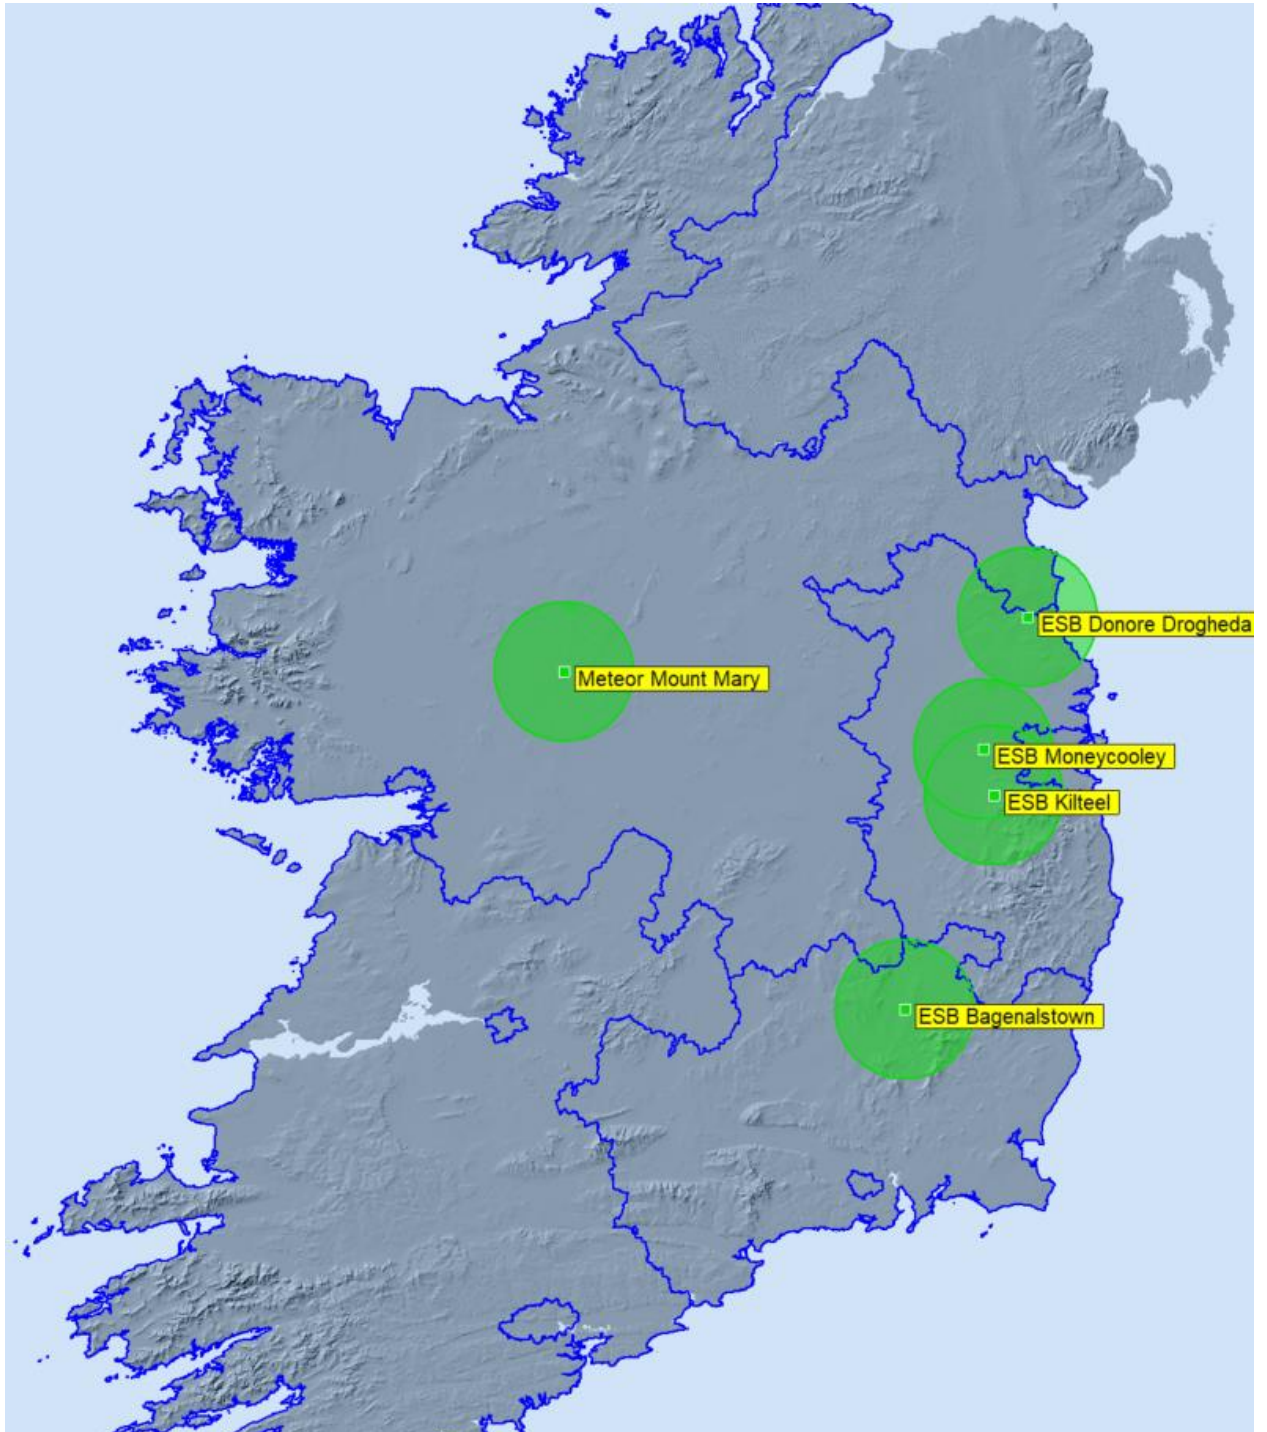 ESB Donore Drogheda
Meteor Mount Mary
ESB Moneycooley
ESB Kilteel
ESB Bagenalstown